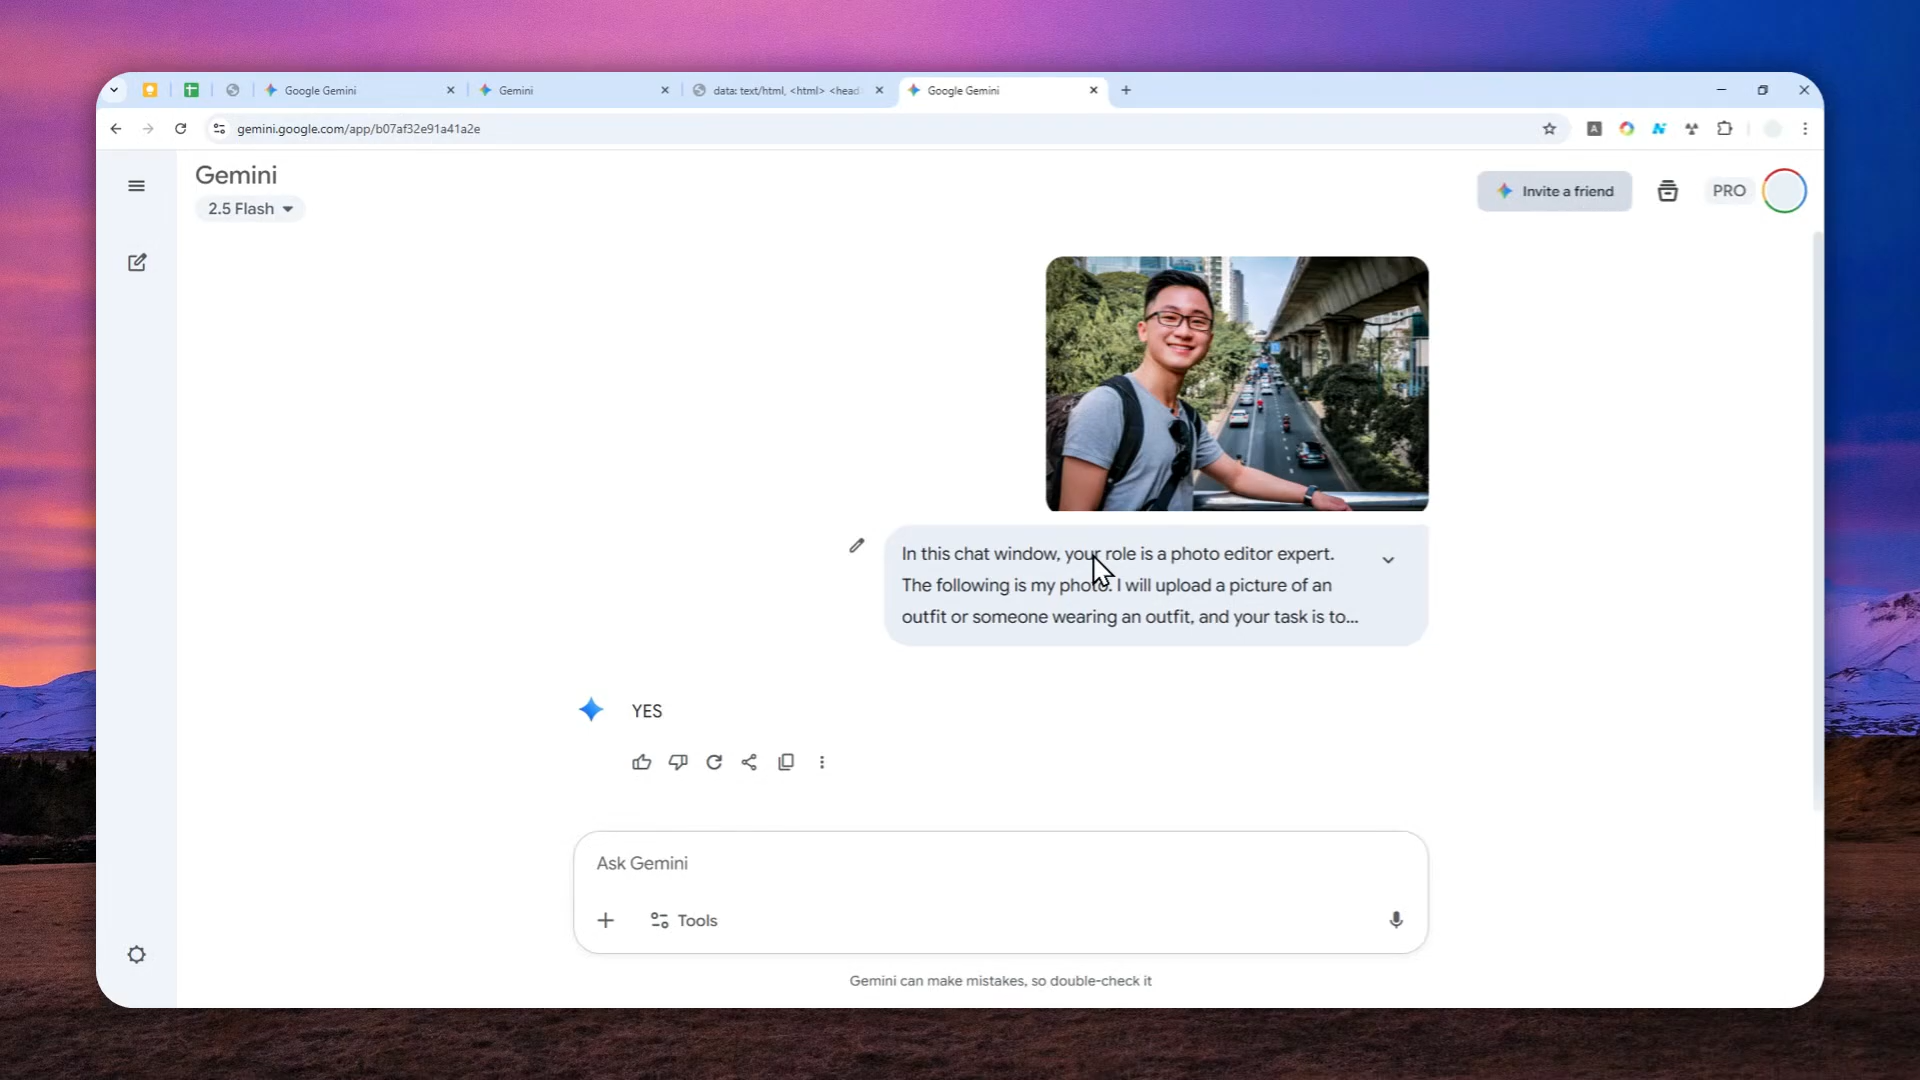 Google Gemini
Gemini
data: text/html, <html> <head
Google Gemini
gemini.google.com/app/b07af32e91a41a2e
A
Gemini
2.5 Flash
Invite a friend
PRO
In this chat window, your role is a photo editor expert.
The following is my photo. I will upload a picture of an
outfit or someone wearing an outfit, and your task is to...
YES
Ask Gemini
Tools
Gemini can make mistakes, so double-check it